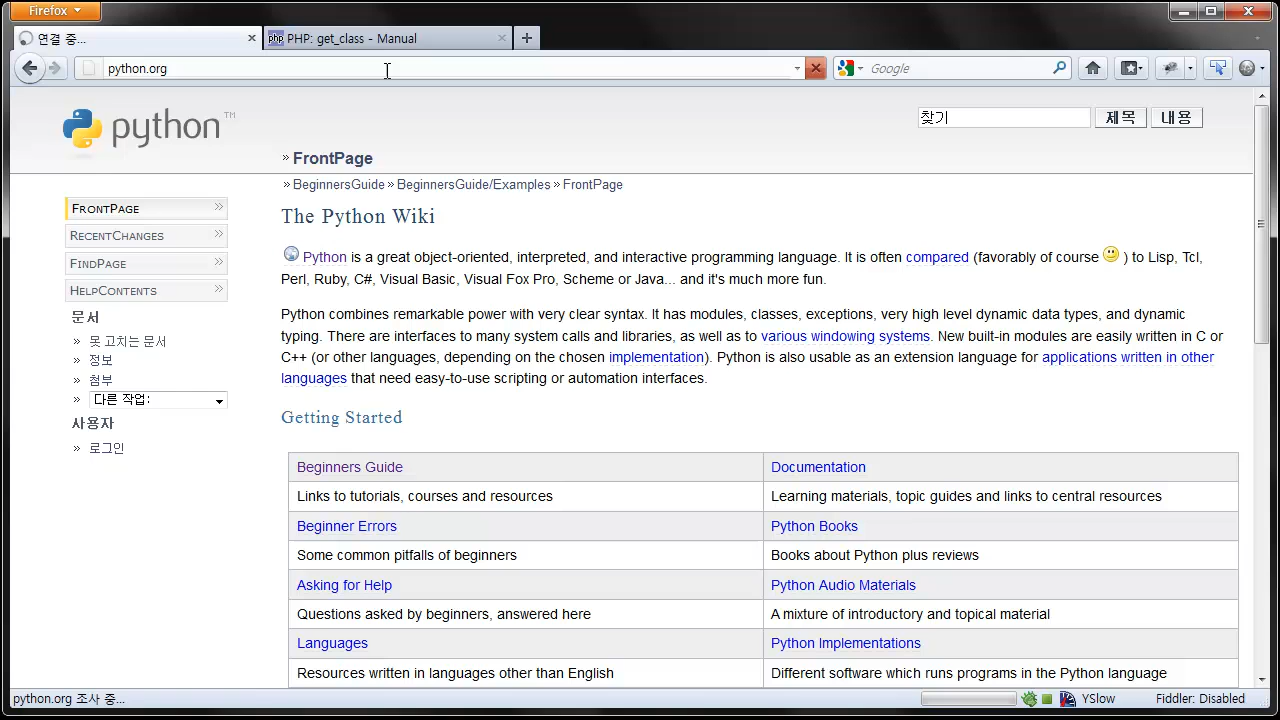 Firefox
연결 중...
PHP: get_class - Manual
python.org
Google
python™
찾기
제목
내용
» FrontPage
» BeginnersGuide » BeginnersGuide/Examples » FrontPage
FRONTPAGE »
RECENTCHANGES »
FINDPAGE »
HELPCONTENTS »
문서
» 못 고치는 문서
» 정보
» 첨부
» 다른 작업:
사용자
» 로그인
The Python Wiki
Python is a great object-oriented, interpreted, and interactive programming language. It is often compared (favorably of course ) to Lisp, Tcl,
Perl, Ruby, C#, Visual Basic, Visual Fox Pro, Scheme or Java... and it's much more fun.
Python combines remarkable power with very clear syntax. It has modules, classes, exceptions, very high level dynamic data types, and dynamic
typing. There are interfaces to many system calls and libraries, as well as to various windowing systems. New built-in modules are easily written in C or
C++ (or other languages, depending on the chosen implementation). Python is also usable as an extension language for applications written in other
languages that need easy-to-use scripting or automation interfaces.
Getting Started
Beginners Guide
Documentation
Links to tutorials, courses and resources
Learning materials, topic guides and links to central resources
Beginner Errors
Python Books
Some common pitfalls of beginners
Books about Python plus reviews
Asking for Help
Python Audio Materials
Questions asked by beginners, answered here
A mixture of introductory and topical material
Languages
Python Implementations
Resources written in languages other than English
Different software which runs programs in the Python language
python.org 조사 중...
YSlow
Fiddler: Disabled